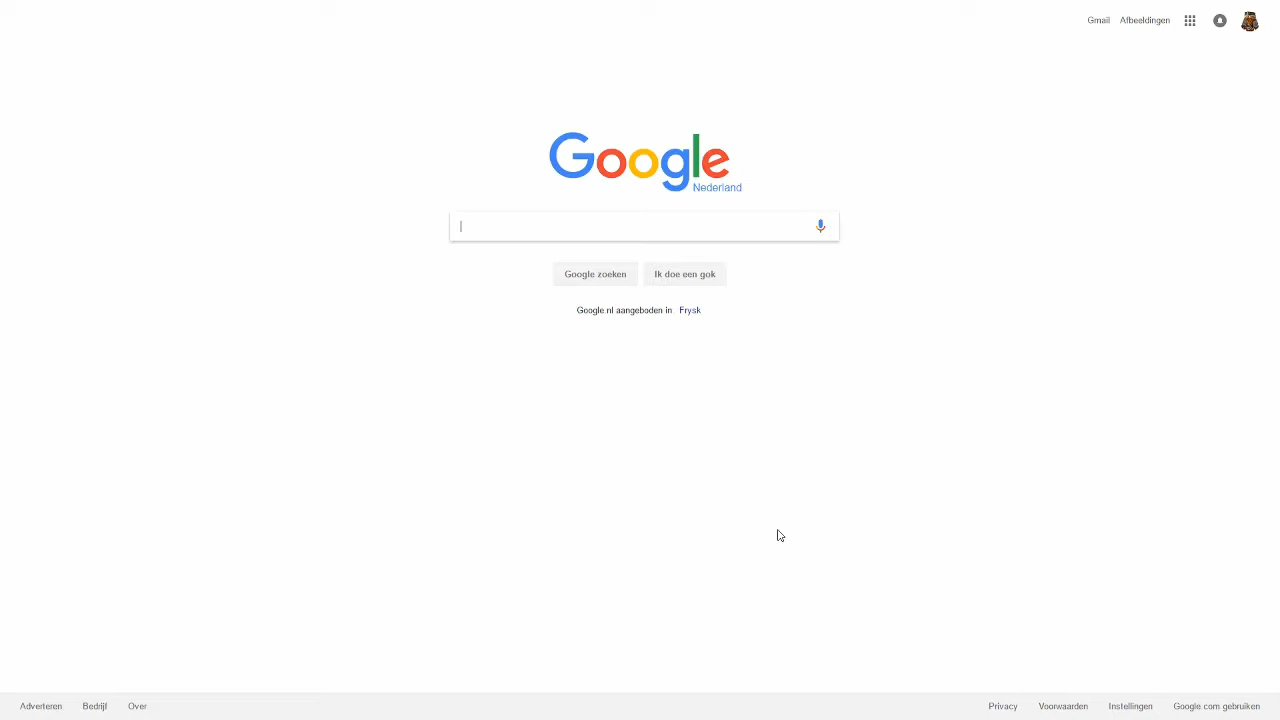 Gmail Afbeeldingen
Google
Nederland
Google zoeken Ik doe een gok
Google.nl aangeboden in Frysk
Adverteren Bedrijf Over Privacy Voorwaarden Instellingen Google.com gebruiken